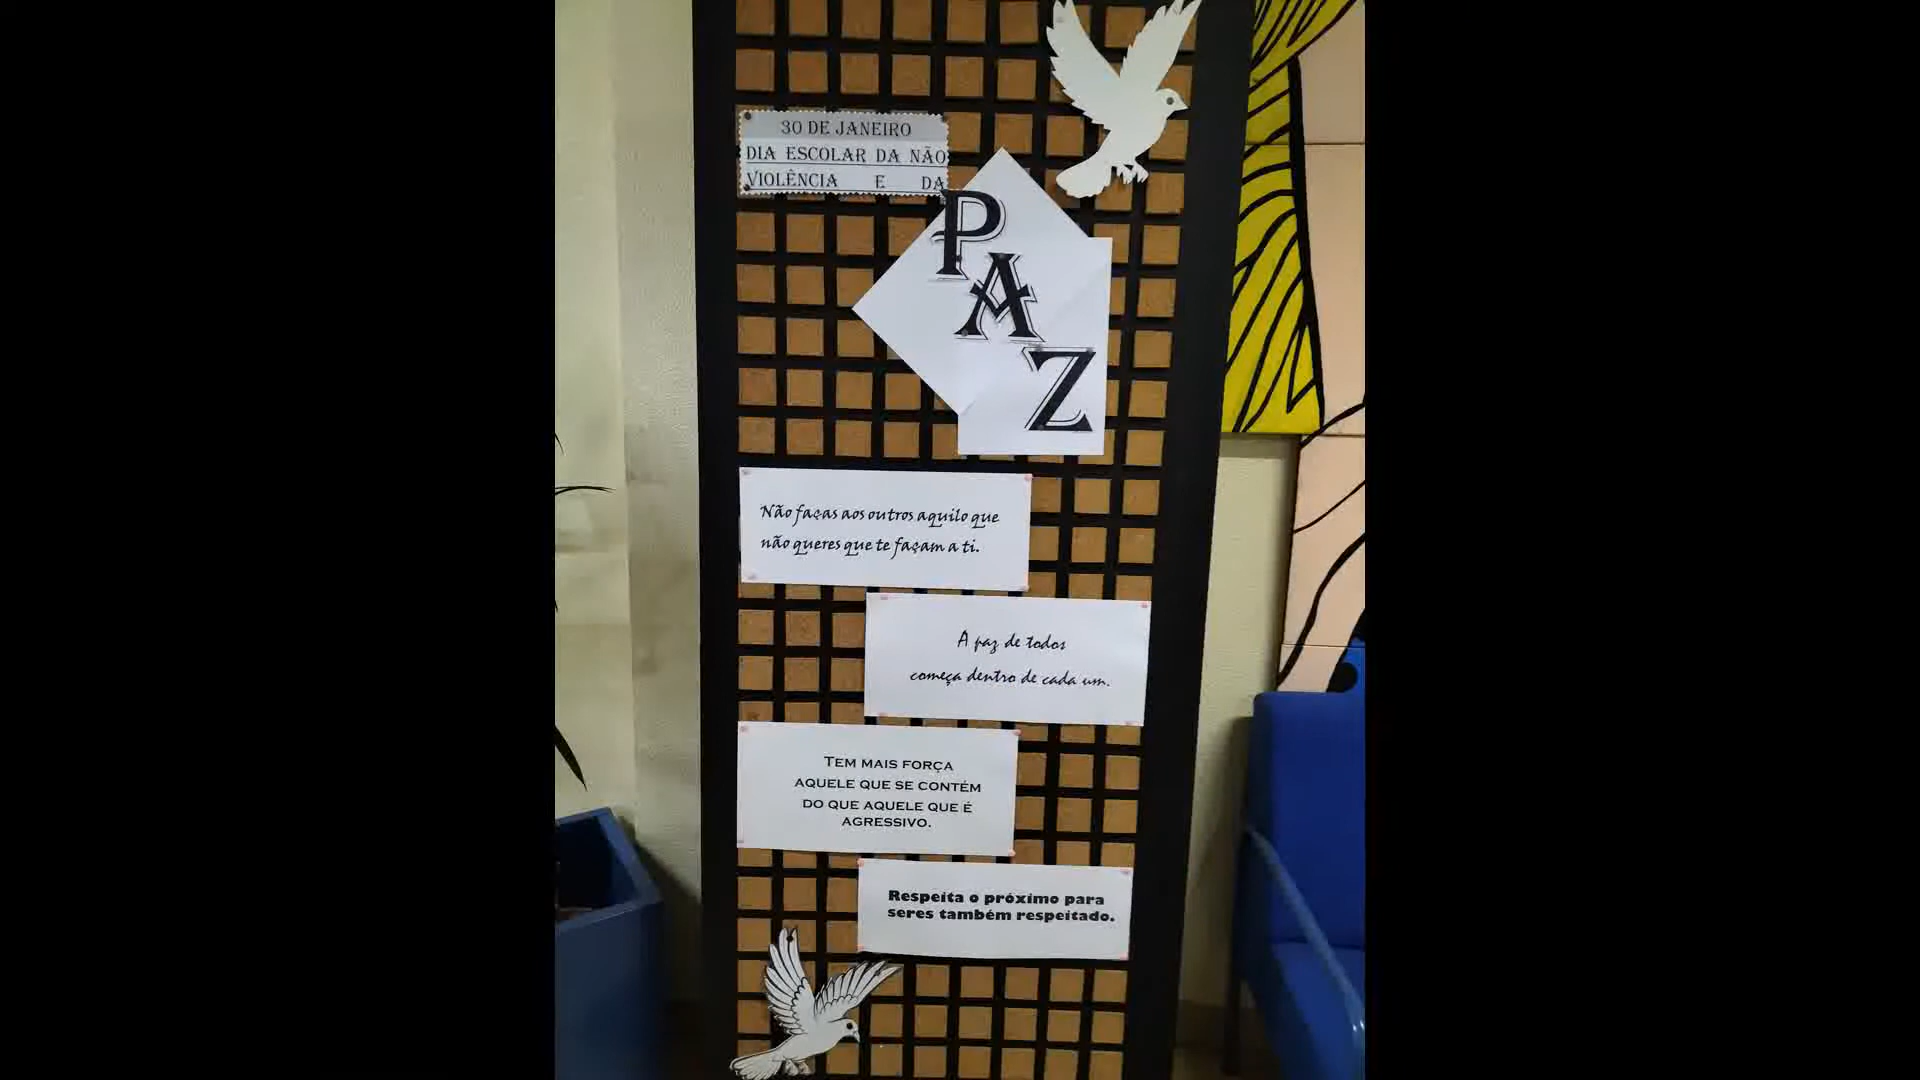 30 DE JANEIRO
DIA ESCOLAR DA NÃO
VIOLÊNCIA E DA
PAZ
Não faças aos outros aquilo que
não queres que te façam a ti.
A paz de todos
começa dentro de cada um.
TEM MAIS FORÇA
AQUELE QUE SE CONTÉM
DO QUE AQUELE QUE É
AGRESSIVO.
Respeita o próximo para
seres também respeitado.